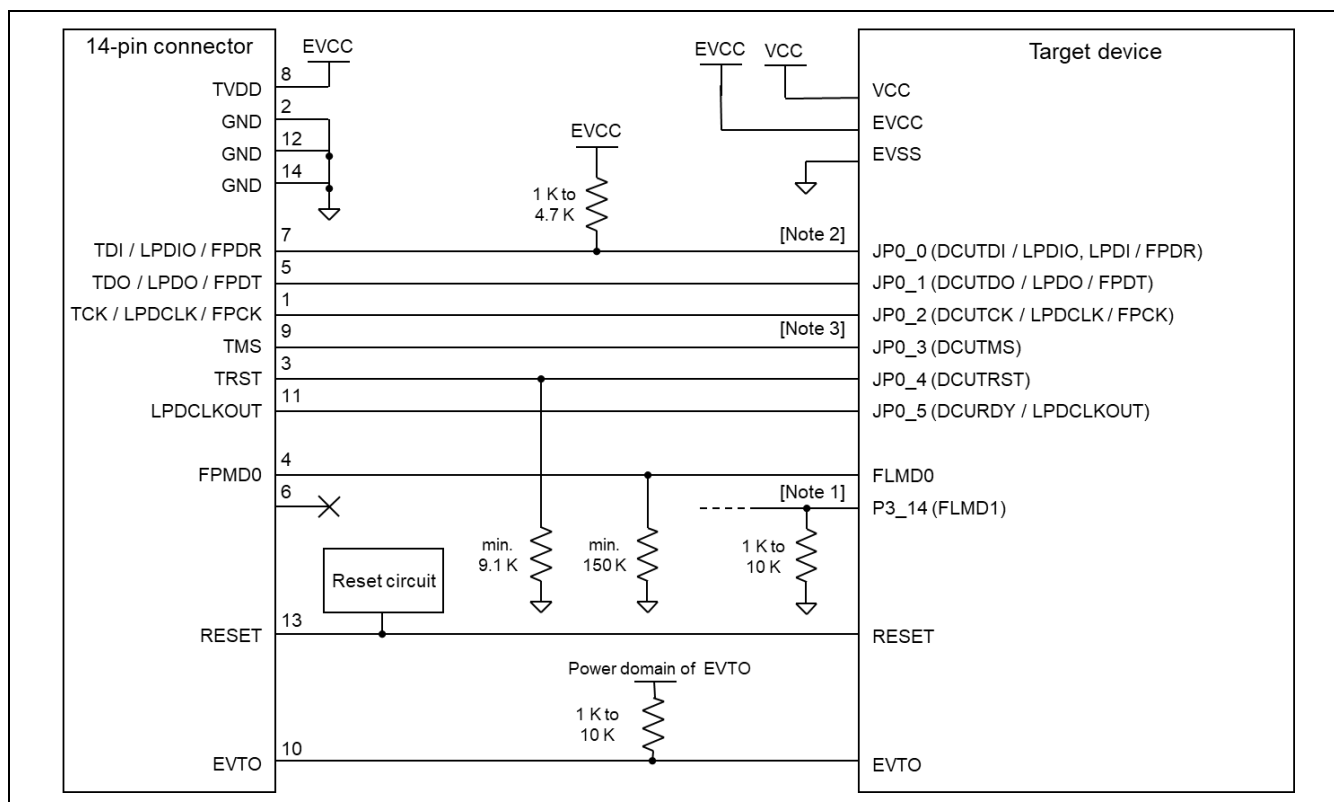 14-pin connector
EVCC
EVCC
VCC
Target device
8
TVDD
VCC
2
GND
EVCC
12
GND
EVCC
EVSS
14
GND
1 K to
4.7 K
7
[Note 2]
TDI / LPDIO / FPDR
JP0_0 (DCUTDI / LPDIO, LPDI / FPDR)
5
TDO / LPDO / FPDT
JP0_1 (DCUTDO / LPDO / FPDT)
1
TCK / LPDCLK / FPCK
JP0_2 (DCUTCK / LPDCLK / FPCK)
9
[Note 3]
TMS
JP0_3 (DCUTMS)
3
TRST
JP0_4 (DCUTRST)
11
LPDCLKOUT
JP0_5 (DCURDY / LPDCLKOUT)
4
FPMD0
FLMD0
6
[Note 1]
P3_14 (FLMD1)
min.
9.1 K
min.
150 K
1 K to
10 K
Reset circuit
13
RESET
RESET
Power domain of EVTO
1 K to
10 K
10
EVTO
EVTO